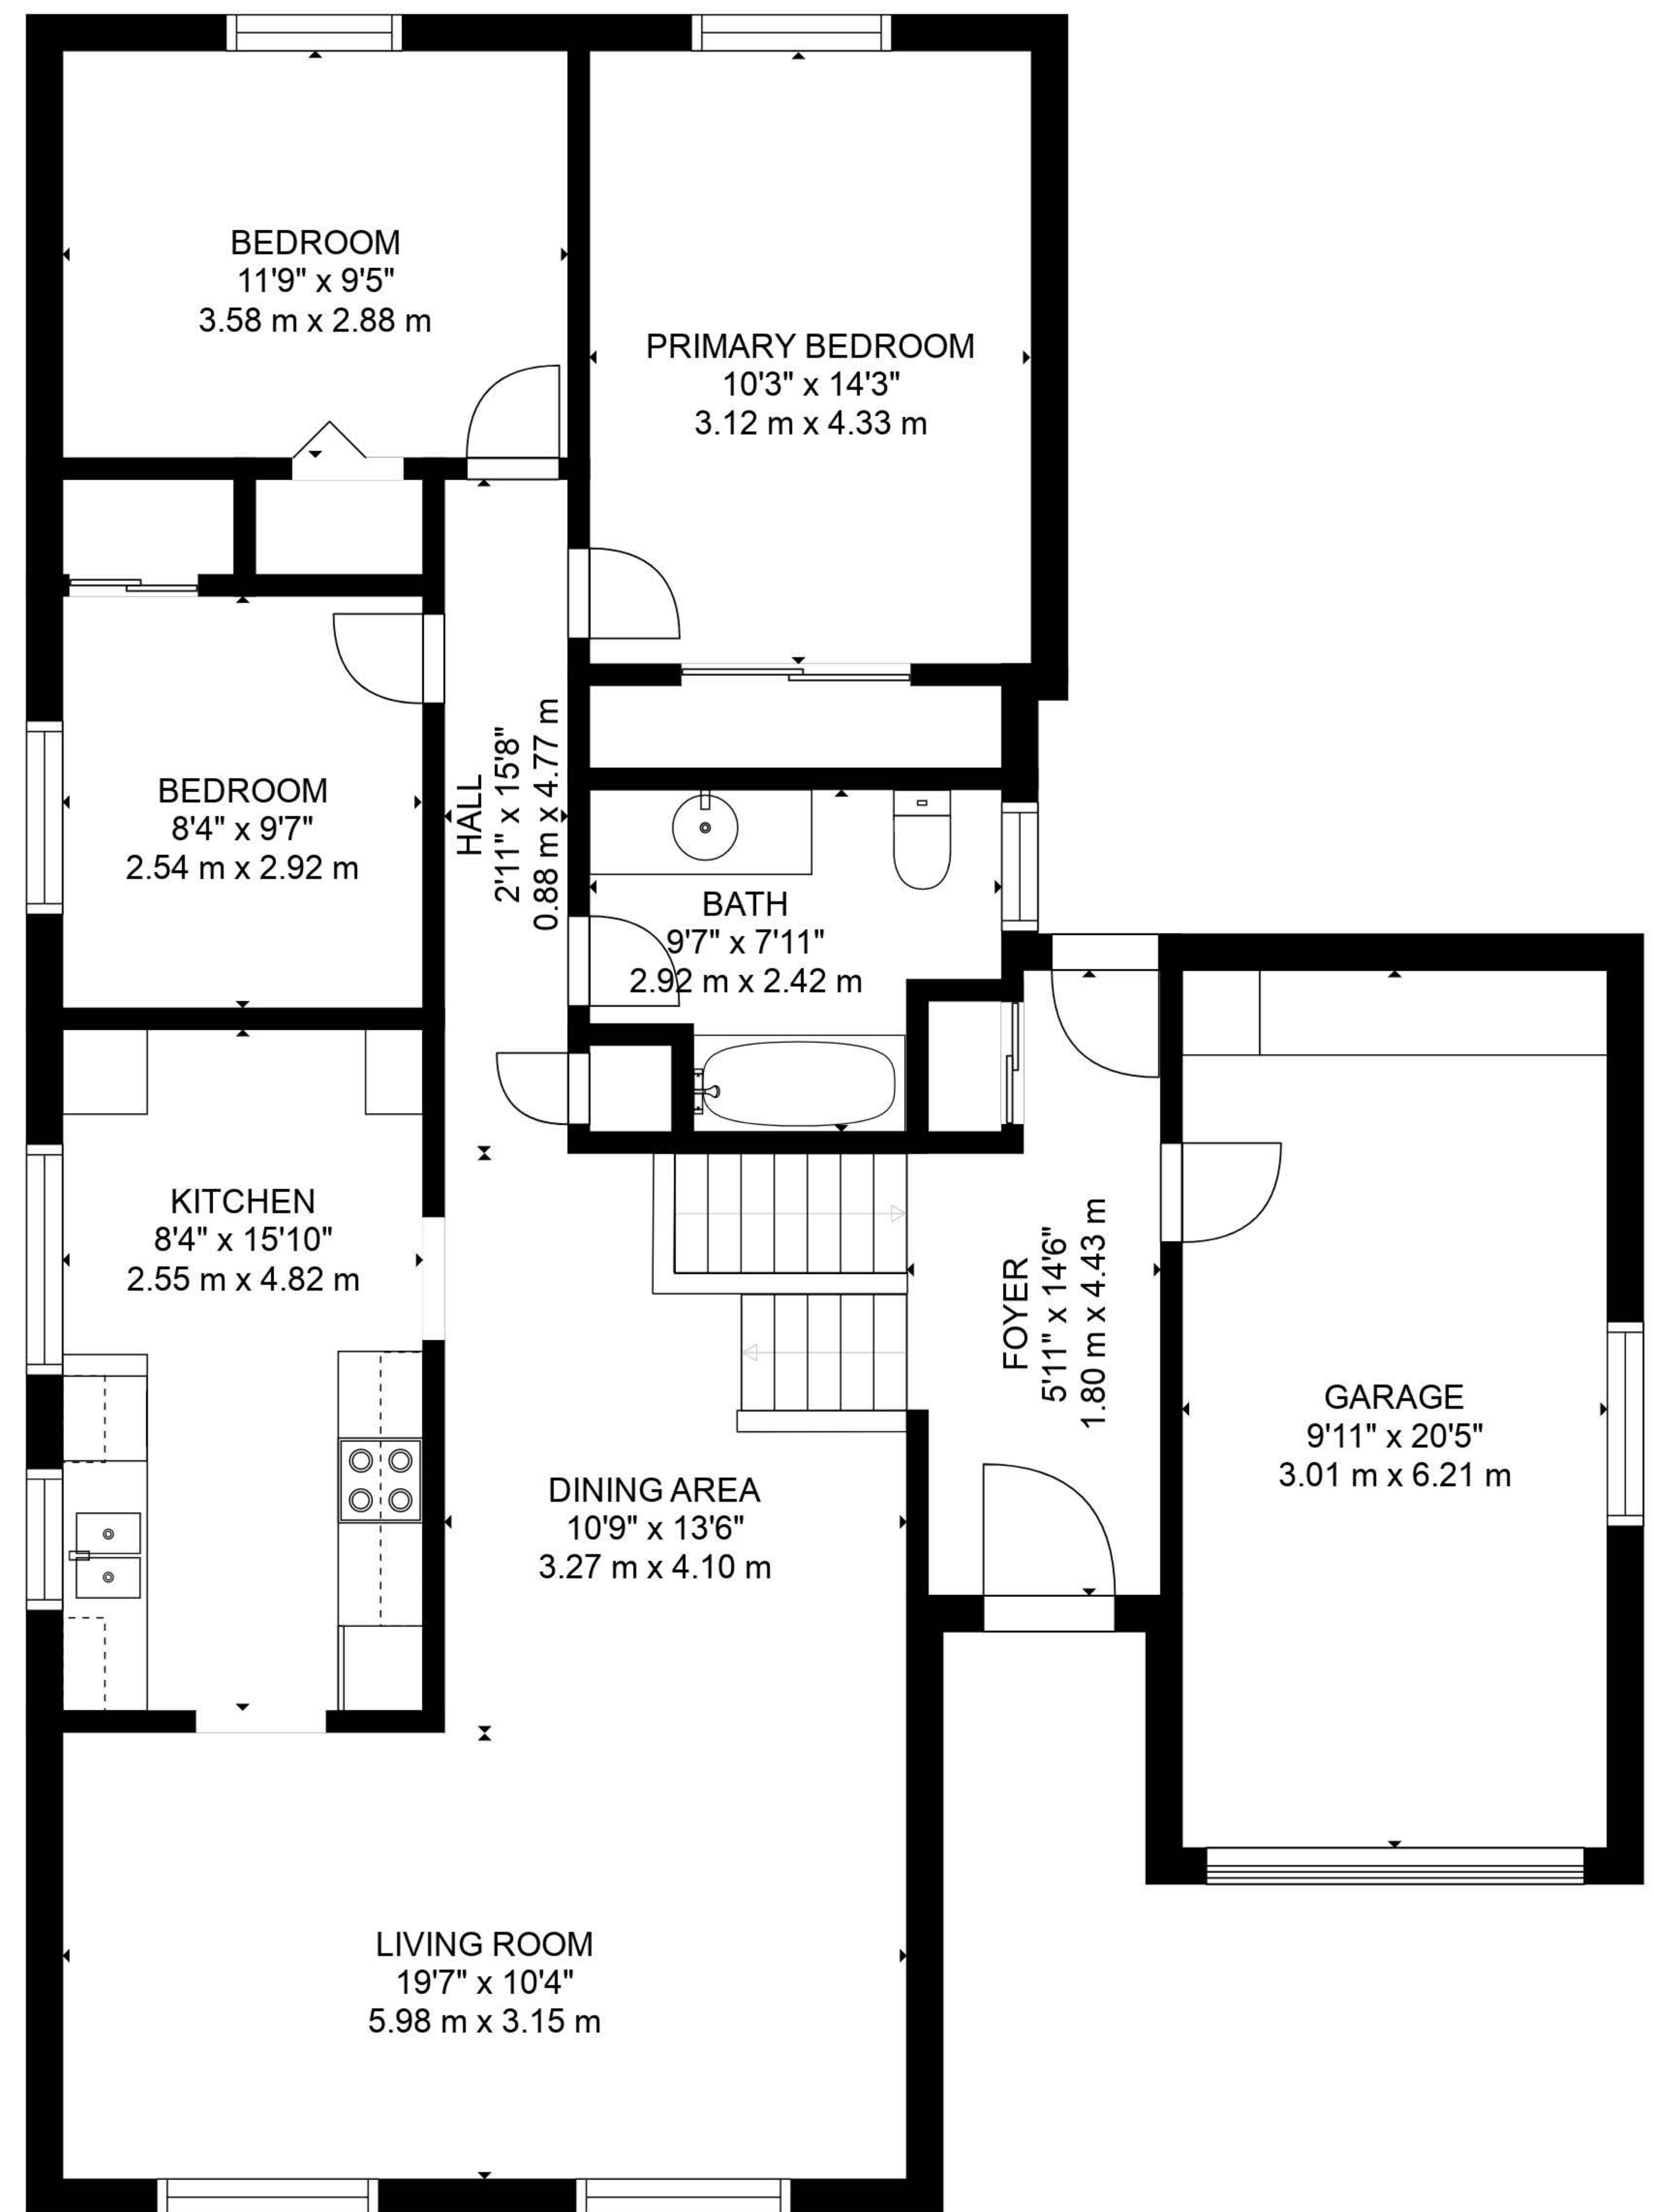 BEDROOM
11'9" x 9'5"
3.58 m x 2.88 m
PRIMARY BEDROOM
10'3" x 14'3"
3.12 m x 4.33 m
BEDROOM
8'4" x 9'7"
2.54 m x 2.92 m
HALL
2'11" x 15'8"
0.88 m x 4.77 m
BATH
9'7" x 7'11"
2.92 m x 2.42 m
KITCHEN
8'4" x 15'10"
2.55 m x 4.82 m
FOYER
5'11" x 14'6"
1.80 m x 4.43 m
GARAGE
9'11" x 20'5"
3.01 m x 6.21 m
DINING AREA
10'9" x 13'6"
3.27 m x 4.10 m
LIVING ROOM
19'7" x 10'4"
5.98 m x 3.15 m